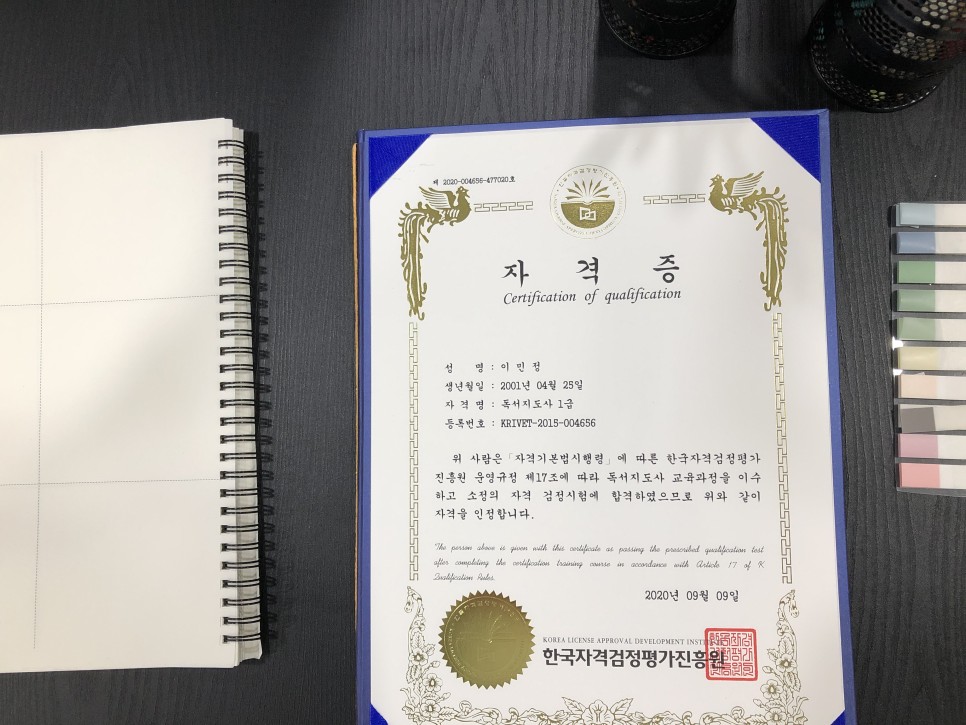 제 2020-004656-477020호
자 격 증
Certification of qualification
성 명 : 이 민 정
생년월일 : 2001년 04월 25일
자 격 명 : 독서지도사 1급
등록번호 : KRIVET-2015-004656
위 사람은 「자격기본법시행령」에 따른 한국자격검정평가
진흥원 운영규정 제17조에 따라 독서지도사 교육과정을 이수
하고 소정의 자격 검정시험에 합격하였으므로 위와 같이
자격을 인정합니다.
The person above is given with this certificate as passing the prescribed qualification test
after completing the certification training course in accordance with Article 17 of K
Qualification Rules.
2020년 09월 09일
KOREA LICENSE APPROVAL DEVELOPMENT
한국자격검정평가진흥원